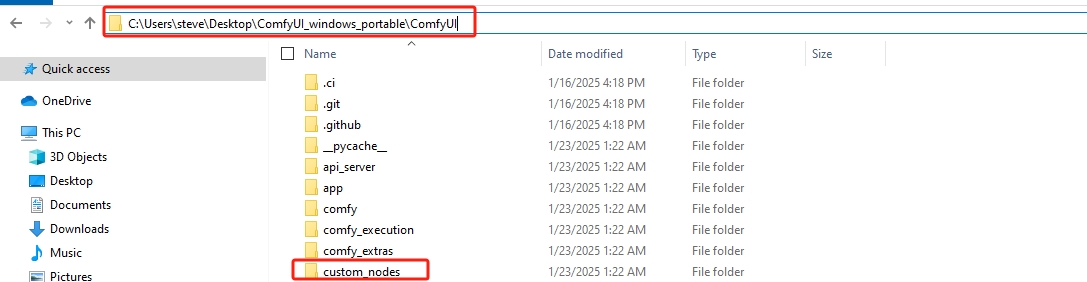 C:\Users\steve\Desktop\ComfyUI_windows_portable\ComfyUI
Name Date modified Type Size
Quick access
.ci 1/16/2025 4:18 PM File folder
OneDrive
.git 1/16/2025 4:18 PM File folder
.github 1/16/2025 4:18 PM File folder
This PC
__pycache__ 1/23/2025 1:22 AM File folder
3D Objects
api_server 1/23/2025 1:22 AM File folder
Desktop
app 1/23/2025 1:22 AM File folder
Documents
comfy 1/23/2025 1:22 AM File folder
Downloads
comfy_execution 1/23/2025 1:22 AM File folder
Music
comfy_extras 1/23/2025 1:22 AM File folder
Pictures
custom_nodes 1/23/2025 1:22 AM File folder